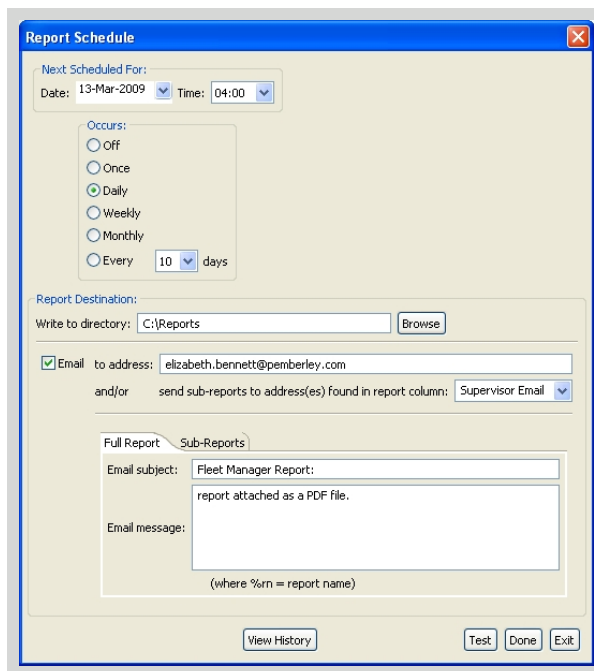 Report Schedule
Next Scheduled For:
Date: 13-Mar-2009 Time: 04:00
Occurs:
Off
Once
Daily
Weekly
Monthly
Every 10 days
Report Destination:
Write to directory: C:\Reports Browse
Email to address: elizabeth.bennett@pemberley.com
and/or send sub-reports to address(es) found in report column: Supervisor Email
Full Report Sub-Reports
Email subject: Fleet Manager Report:
report attached as a PDF file.
Email message:
(where %rn = report name)
View History Test Done Exit